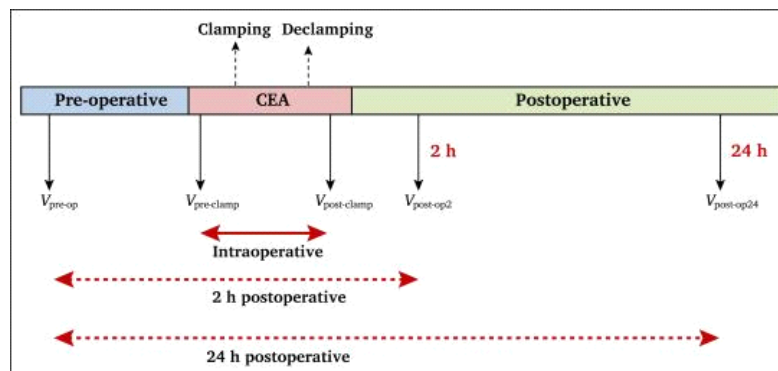 Clamping Declamping
Pre-operative CEA Postoperative
2 h 24 h
Vpre-op Vpre-clamp Vpost-clamp Vpost-op2 Vpost-op24
Intraoperative
2 h postoperative
24 h postoperative